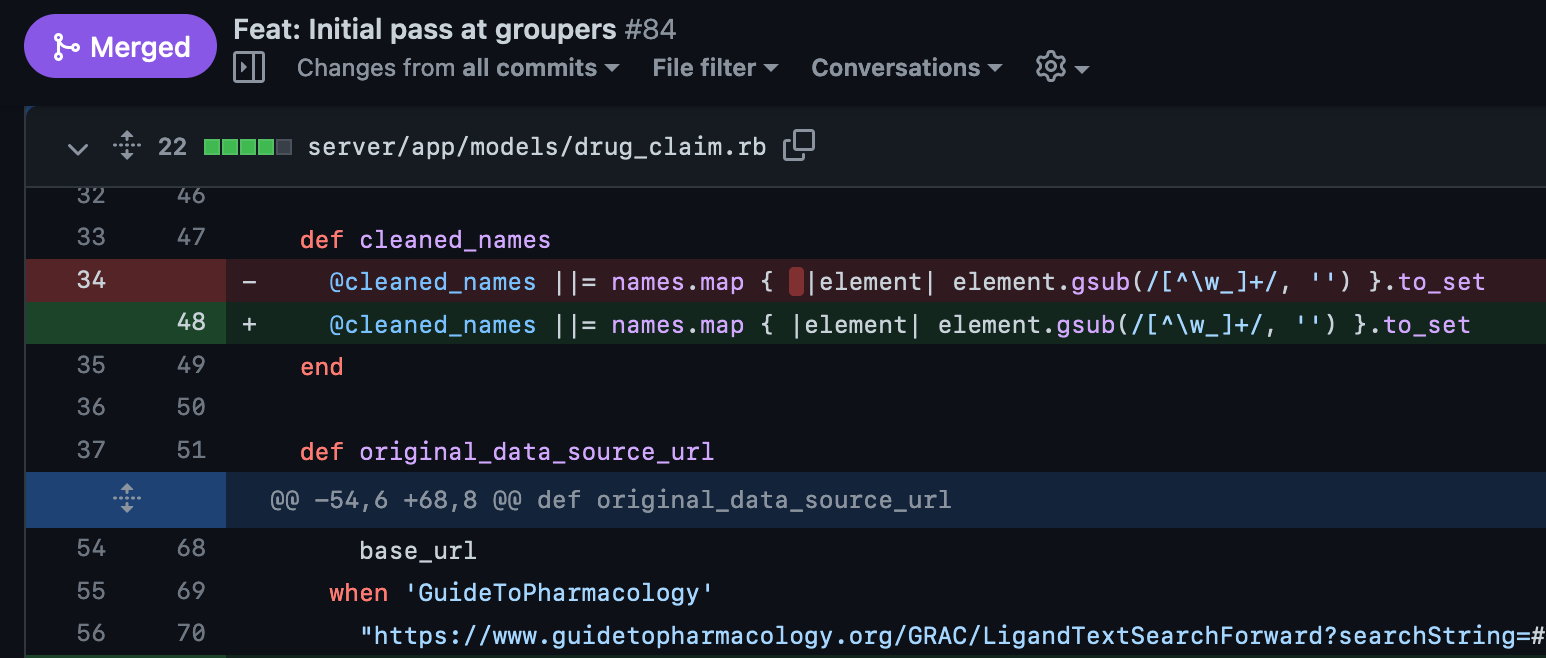 Merged
Feat: Initial pass at groupers #84
Changes from all commits File filter Conversations
22 server/app/models/drug_claim.rb
32 46
33 47 def cleaned_names
34 - @cleaned_names ||= names.map {  |element| element.gsub(/[^\w_]+/, '') }.to_set
48 + @cleaned_names ||= names.map { |element| element.gsub(/[^\w_]+/, '') }.to_set
35 49 end
36 50
37 51 def original_data_source_url
@@ -54,6 +68,8 @@ def original_data_source_url
54 68 base_url
55 69 when 'GuideToPharmacology'
56 70 "https://www.guidetopharmacology.org/GRAC/LigandTextSearchForward?searchString=#